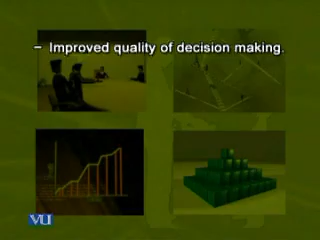 – Improved quality of decision making.
VU